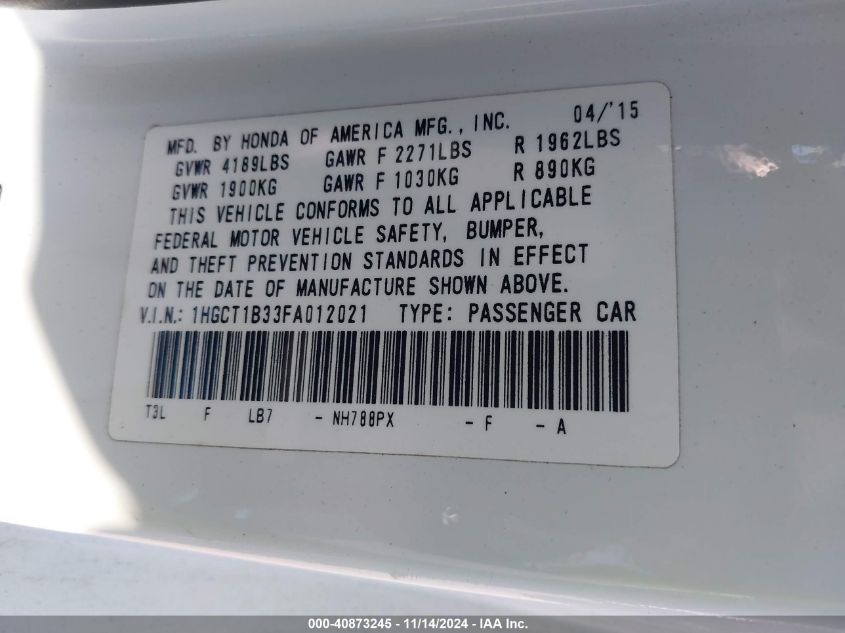 MFD. BY HONDA OF AMERICA MFG., INC. 04/'15
GVWR 4189LBS GAWR F 2271LBS R 1962LBS
GVWR 1900KG GAWR F 1030KG R 890KG
THIS VEHICLE CONFORMS TO ALL APPLICABLE
FEDERAL MOTOR VEHICLE SAFETY, BUMPER,
AND THEFT PREVENTION STANDARDS IN EFFECT
ON THE DATE OF MANUFACTURE SHOWN ABOVE.
V.I.N.: 1HGCT1B33FA012021 TYPE: PASSENGER CAR
T3L F LB7 - NH788PX - F - A
000-40873245 - 11/14/2024 - IAA Inc.